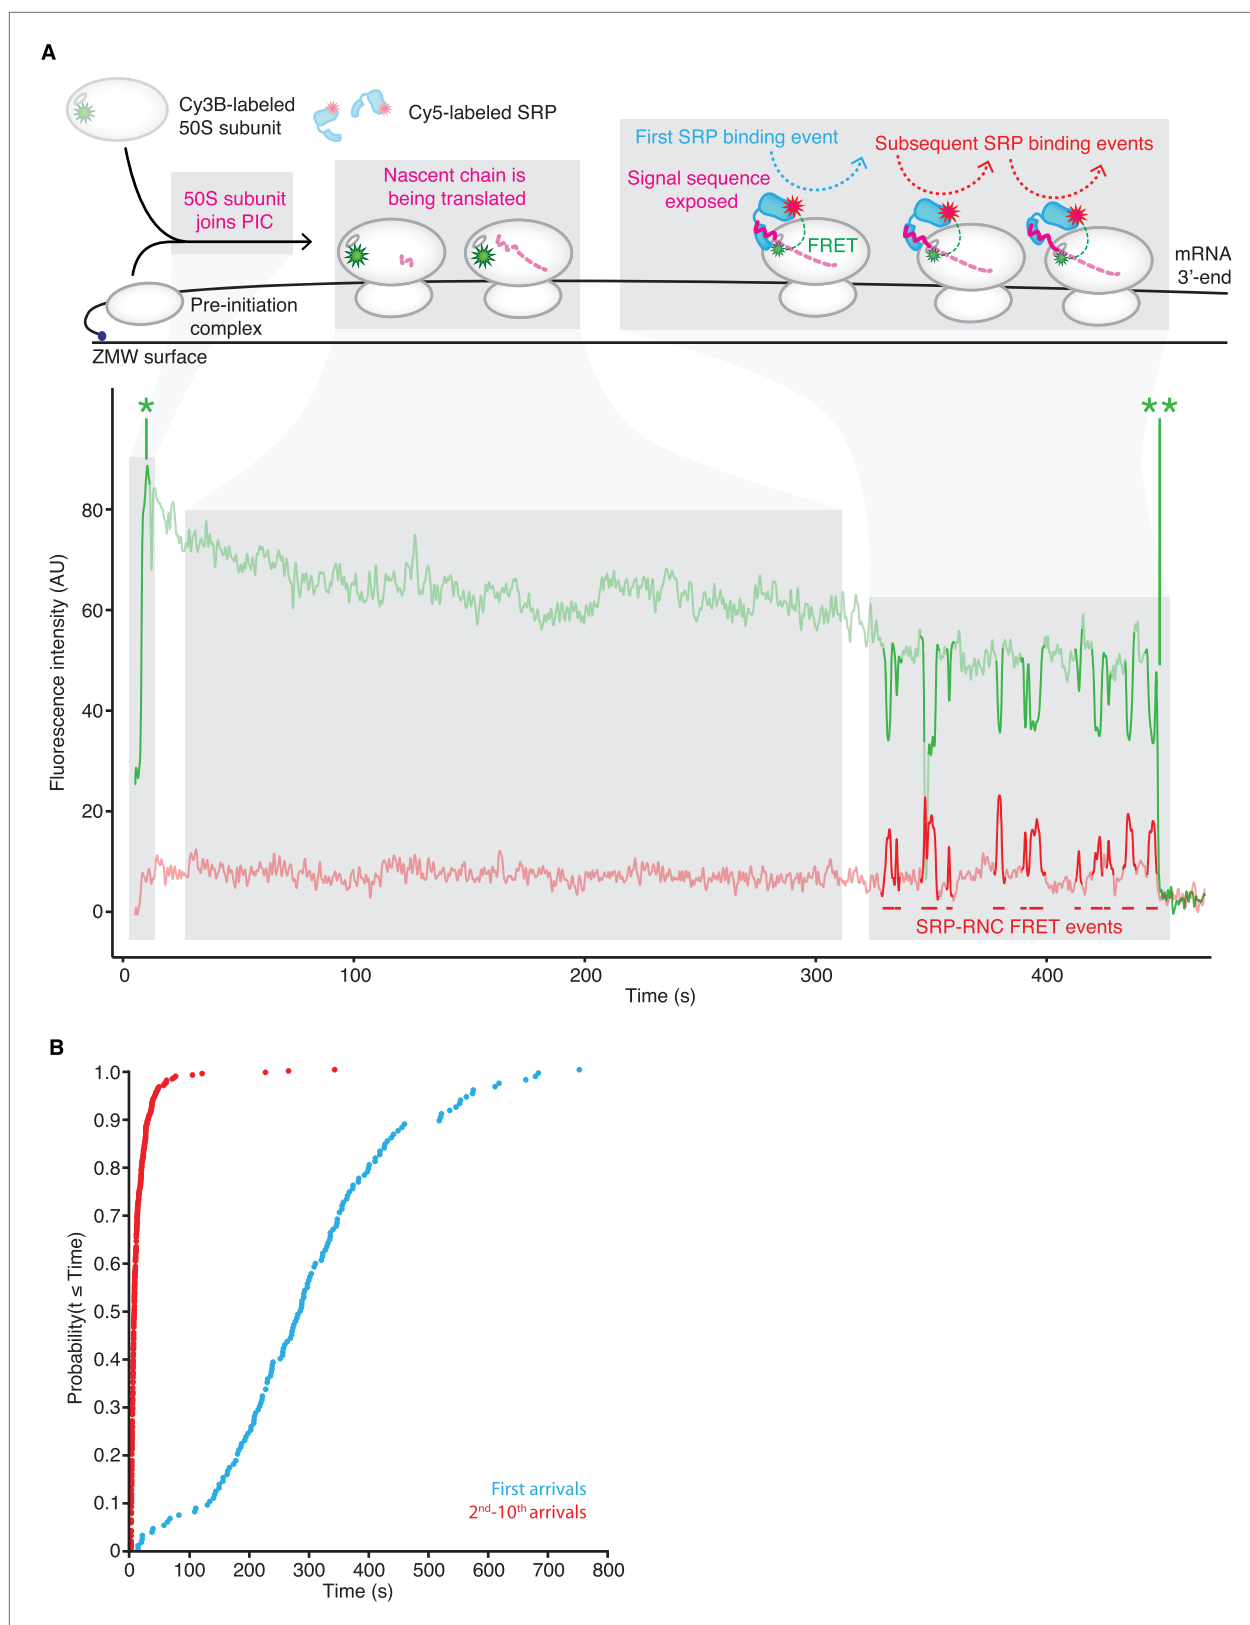 A
Cy3B-labeled
50S subunit
Cy5-labeled SRP
50S subunit
joins PIC
Nascent chain is
being translated
First SRP binding event
Subsequent SRP binding events
Signal sequence
exposed
FRET
mRNA
3’-end
Pre-initiation
complex
ZMW surface
*
**
Fluorescence intensity (AU)
80
60
40
20
0
SRP-RNC FRET events
0
100
200
300
400
Time (s)
B
Probability(t ≤ Time)
1.0
0.9
0.8
0.7
0.6
0.5
0.4
0.3
0.2
0.1
0
First arrivals
2nd-10th arrivals
0
100
200
300
400
500
600
700
800
Time (s)